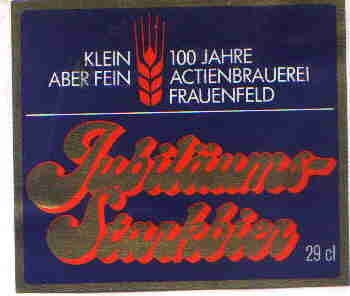 KLEIN
ABER FEIN
100 JAHRE
ACTIENBRAUEREI
FRAUENFELD
Jubiläums-
Starkbier
29 cl